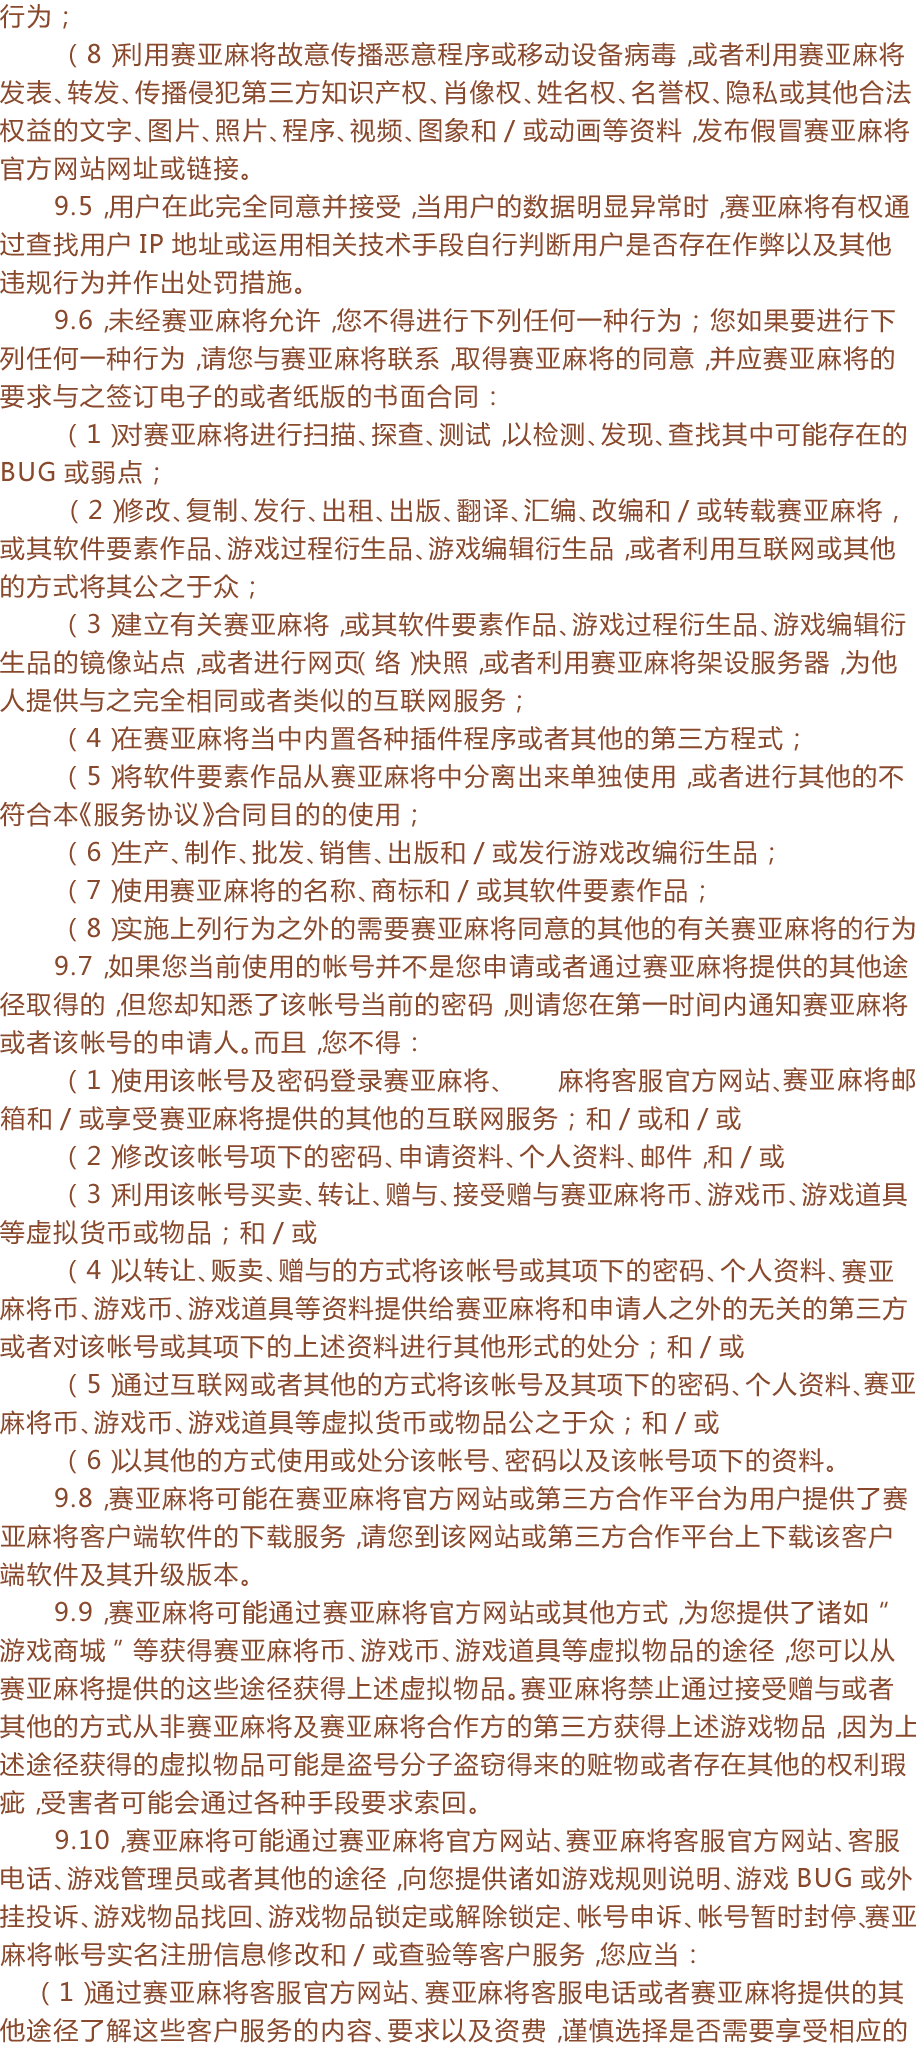 行为；
（8）利用赛亚麻将故意传播恶意程序或移动设备病毒，或者利用赛亚麻将
发表、转发、传播侵犯第三方知识产权、肖像权、姓名权、名誉权、隐私或其他合法
权益的文字、图片、照片、程序、视频、图象和/或动画等资料，发布假冒赛亚麻将
官方网站网址或链接。
9.5，用户在此完全同意并接受，当用户的数据明显异常时，赛亚麻将有权通
过查找用户IP地址或运用相关技术手段自行判断用户是否存在作弊以及其他
违规行为并作出处罚措施。
9.6，未经赛亚麻将允许，您不得进行下列任何一种行为；您如果要进行下
列任何一种行为，请您与赛亚麻将联系，取得赛亚麻将的同意，并应赛亚麻将的
要求与之签订电子的或者纸版的书面合同：
（1）对赛亚麻将进行扫描、探查、测试，以检测、发现、查找其中可能存在的
BUG或弱点；
（2）修改、复制、发行、出租、出版、翻译、汇编、改编和/或转载赛亚麻将，
或其软件要素作品、游戏过程衍生品、游戏编辑衍生品，或者利用互联网或其他
的方式将其公之于众；
（3）建立有关赛亚麻将，或其软件要素作品、游戏过程衍生品、游戏编辑衍
生品的镜像站点，或者进行网页（络）快照，或者利用赛亚麻将架设服务器，为他
人提供与之完全相同或者类似的互联网服务；
（4）在赛亚麻将当中内置各种插件程序或者其他的第三方程式；
（5）将软件要素作品从赛亚麻将中分离出来单独使用，或者进行其他的不
符合本《服务协议》合同目的的使用；
（6）生产、制作、批发、销售、出版和/或发行游戏改编衍生品；
（7）使用赛亚麻将的名称、商标和/或其软件要素作品；
（8）实施上列行为之外的需要赛亚麻将同意的其他的有关赛亚麻将的行为
9.7，如果您当前使用的帐号并不是您申请或者通过赛亚麻将提供的其他途
径取得的，但您却知悉了该帐号当前的密码，则请您在第一时间内通知赛亚麻将
或者该帐号的申请人。而且，您不得：
（1）使用该帐号及密码登录赛亚麻将、　　麻将客服官方网站、赛亚麻将邮
箱和/或享受赛亚麻将提供的其他的互联网服务；和/或和/或
（2）修改该帐号项下的密码、申请资料、个人资料、邮件，和/或
（3）利用该帐号买卖、转让、赠与、接受赠与赛亚麻将币、游戏币、游戏道具
等虚拟货币或物品；和/或
（4）以转让、贩卖、赠与的方式将该帐号或其项下的密码、个人资料、赛亚
麻将币、游戏币、游戏道具等资料提供给赛亚麻将和申请人之外的无关的第三方
或者对该帐号或其项下的上述资料进行其他形式的处分；和/或
（5）通过互联网或者其他的方式将该帐号及其项下的密码、个人资料、赛亚
麻将币、游戏币、游戏道具等虚拟货币或物品公之于众；和/或
（6）以其他的方式使用或处分该帐号、密码以及该帐号项下的资料。
9.8，赛亚麻将可能在赛亚麻将官方网站或第三方合作平台为用户提供了赛
亚麻将客户端软件的下载服务，请您到该网站或第三方合作平台上下载该客户
端软件及其升级版本。
9.9，赛亚麻将可能通过赛亚麻将官方网站或其他方式，为您提供了诸如"
游戏商城"等获得赛亚麻将币、游戏币、游戏道具等虚拟物品的途径，您可以从
赛亚麻将提供的这些途径获得上述虚拟物品。赛亚麻将禁止通过接受赠与或者
其他的方式从非赛亚麻将及赛亚麻将合作方的第三方获得上述游戏物品，因为上
述途径获得的虚拟物品可能是盗号分子盗窃得来的赃物或者存在其他的权利瑕
疵，受害者可能会通过各种手段要求索回。
9.10，赛亚麻将可能通过赛亚麻将官方网站、赛亚麻将客服官方网站、客服
电话、游戏管理员或者其他的途径，向您提供诸如游戏规则说明、游戏BUG或外
挂投诉、游戏物品找回、游戏物品锁定或解除锁定、帐号申诉、帐号暂时封停、赛亚
麻将帐号实名注册信息修改和/或查验等客户服务，您应当：
（1）通过赛亚麻将客服官方网站、赛亚麻将客服电话或者赛亚麻将提供的其
他途径了解这些客户服务的内容、要求以及资费，谨慎选择是否需要享受相应的